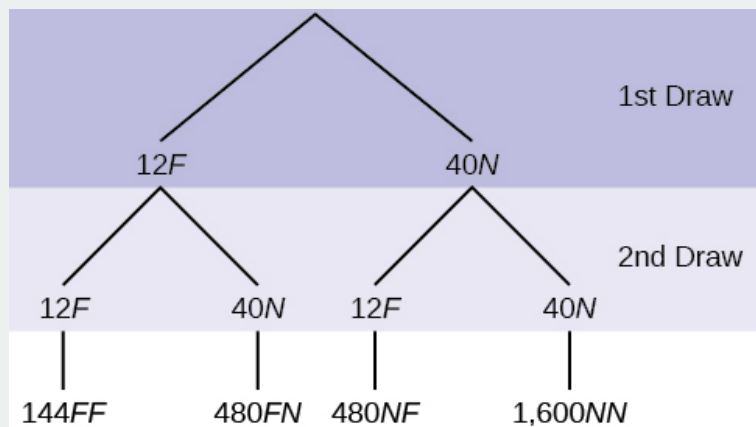 1st Draw
12F 40N
2nd Draw
12F 40N 12F 40N
144FF 480FN 480NF 1,600NN